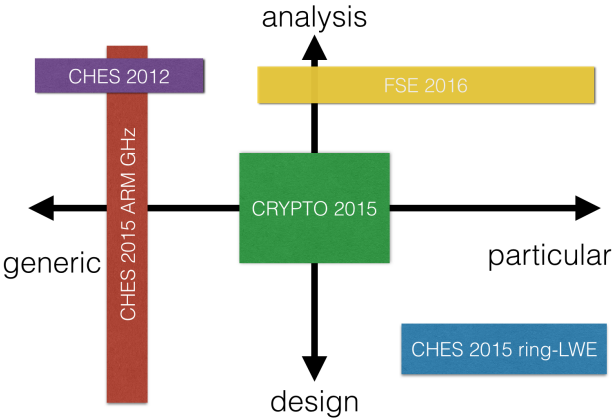 analysis
CHES 2012
FSE 2016
CHES 2015 ARM GHz
CRYPTO 2015
generic
particular
CHES 2015 ring-LWE
design